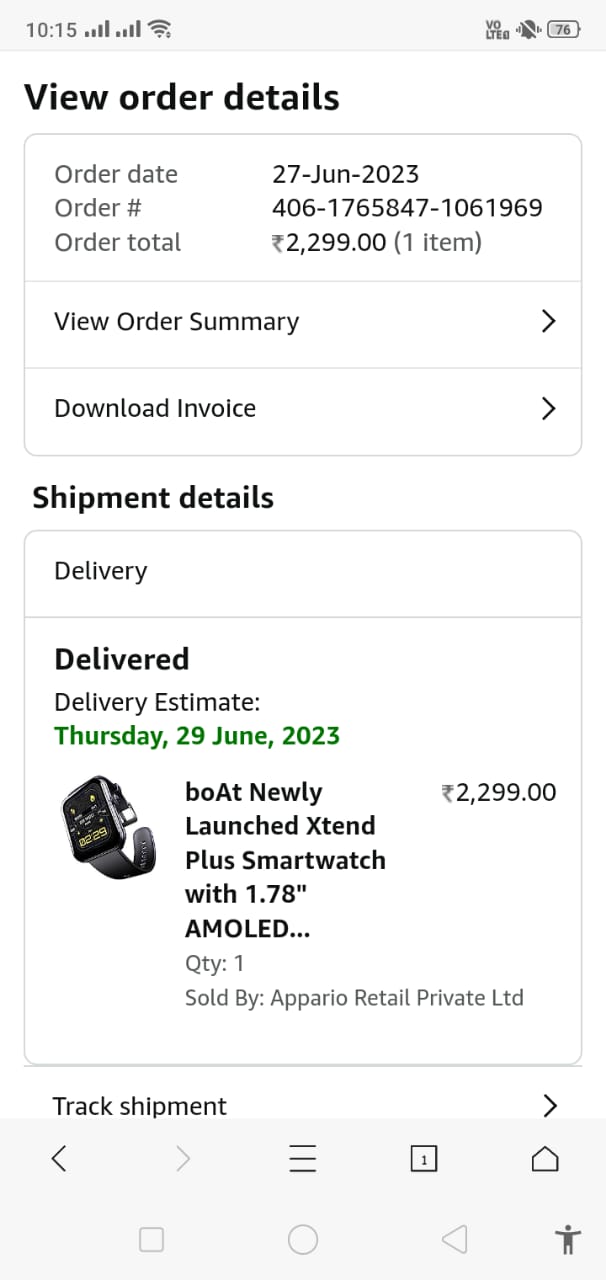 10:15
VO
LTE
76
View order details
Order date 27-Jun-2023
Order # 406-1765847-1061969
Order total ₹2,299.00 (1 item)
View Order Summary
Download Invoice
Shipment details
Delivery
Delivered
Delivery Estimate:
Thursday, 29 June, 2023
02:29
boAt Newly ₹2,299.00
Launched Xtend
Plus Smartwatch
with 1.78"
AMOLED...
Qty: 1
Sold By: Appario Retail Private Ltd
Track shipment
1